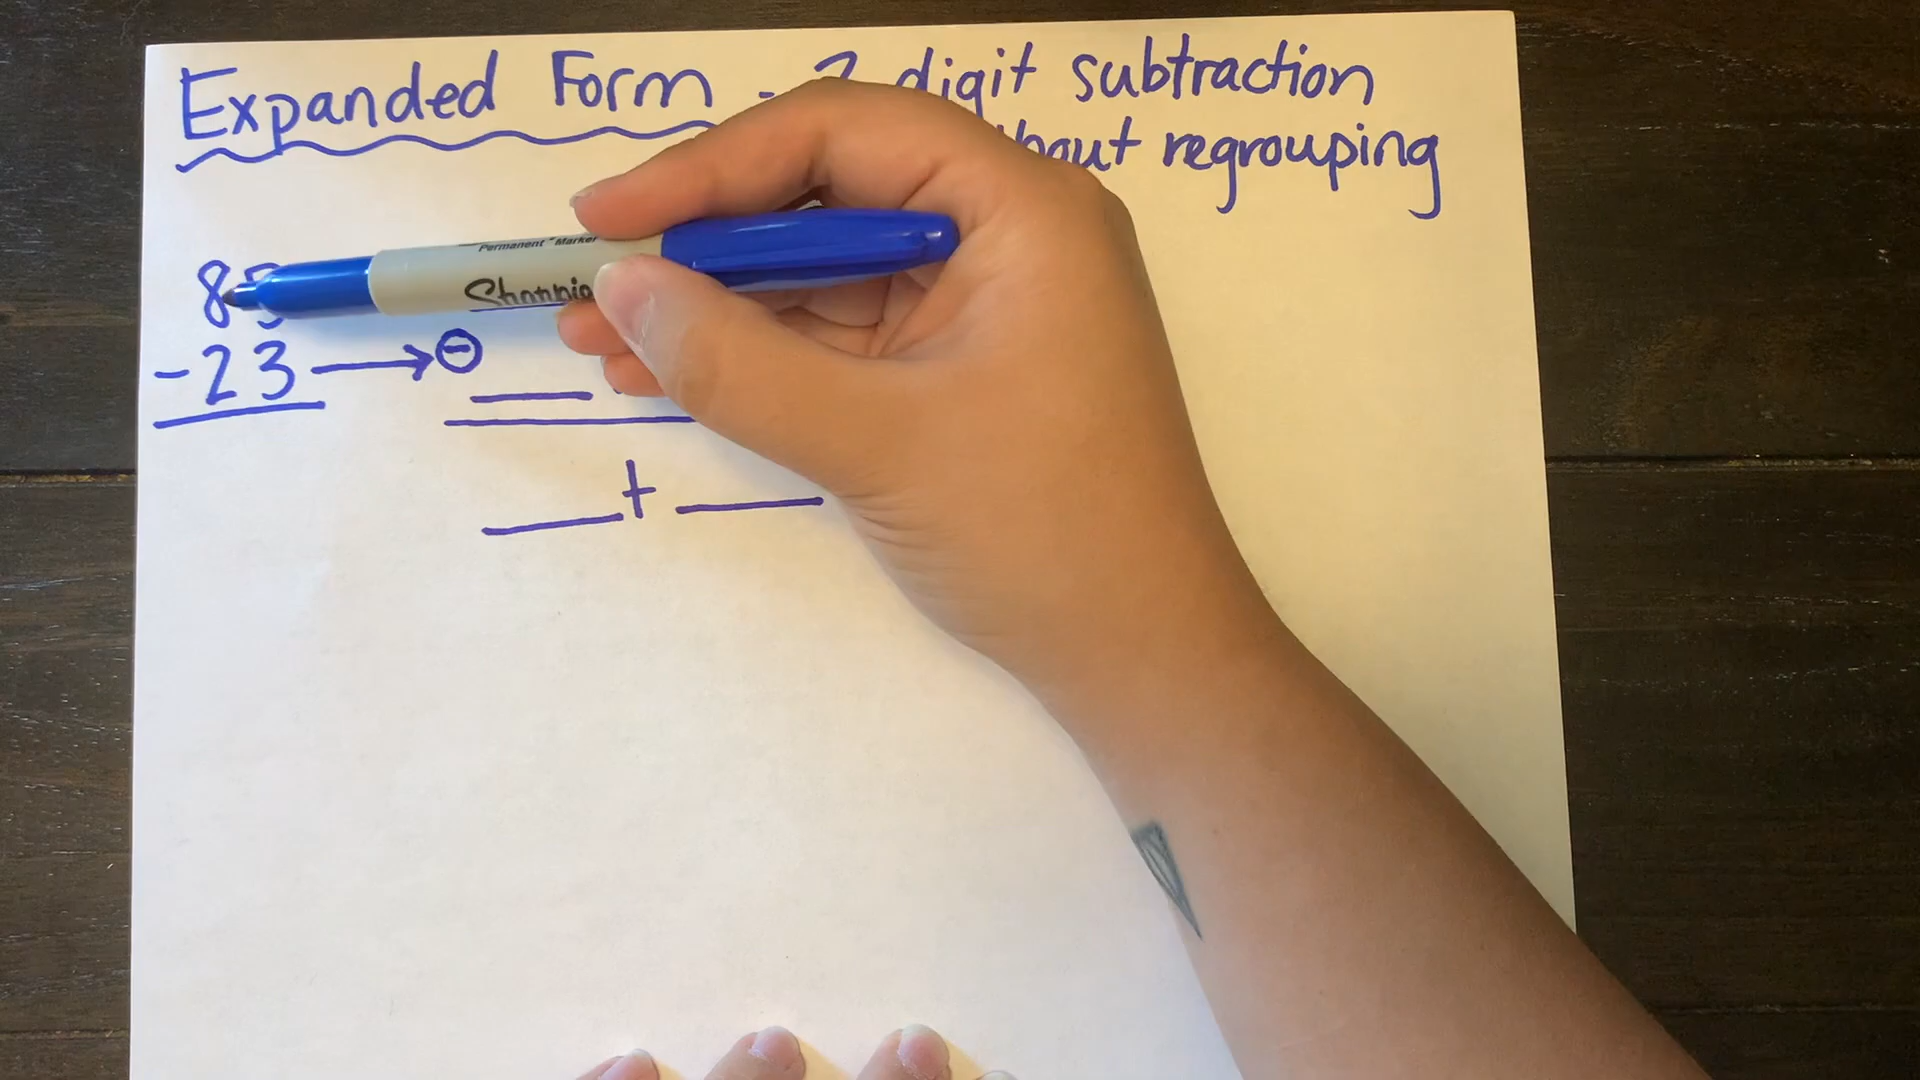 Expanded Form - digit subtraction
regrouping
Permanent Marker
Sharpie
8
- 23 → ⊖
+